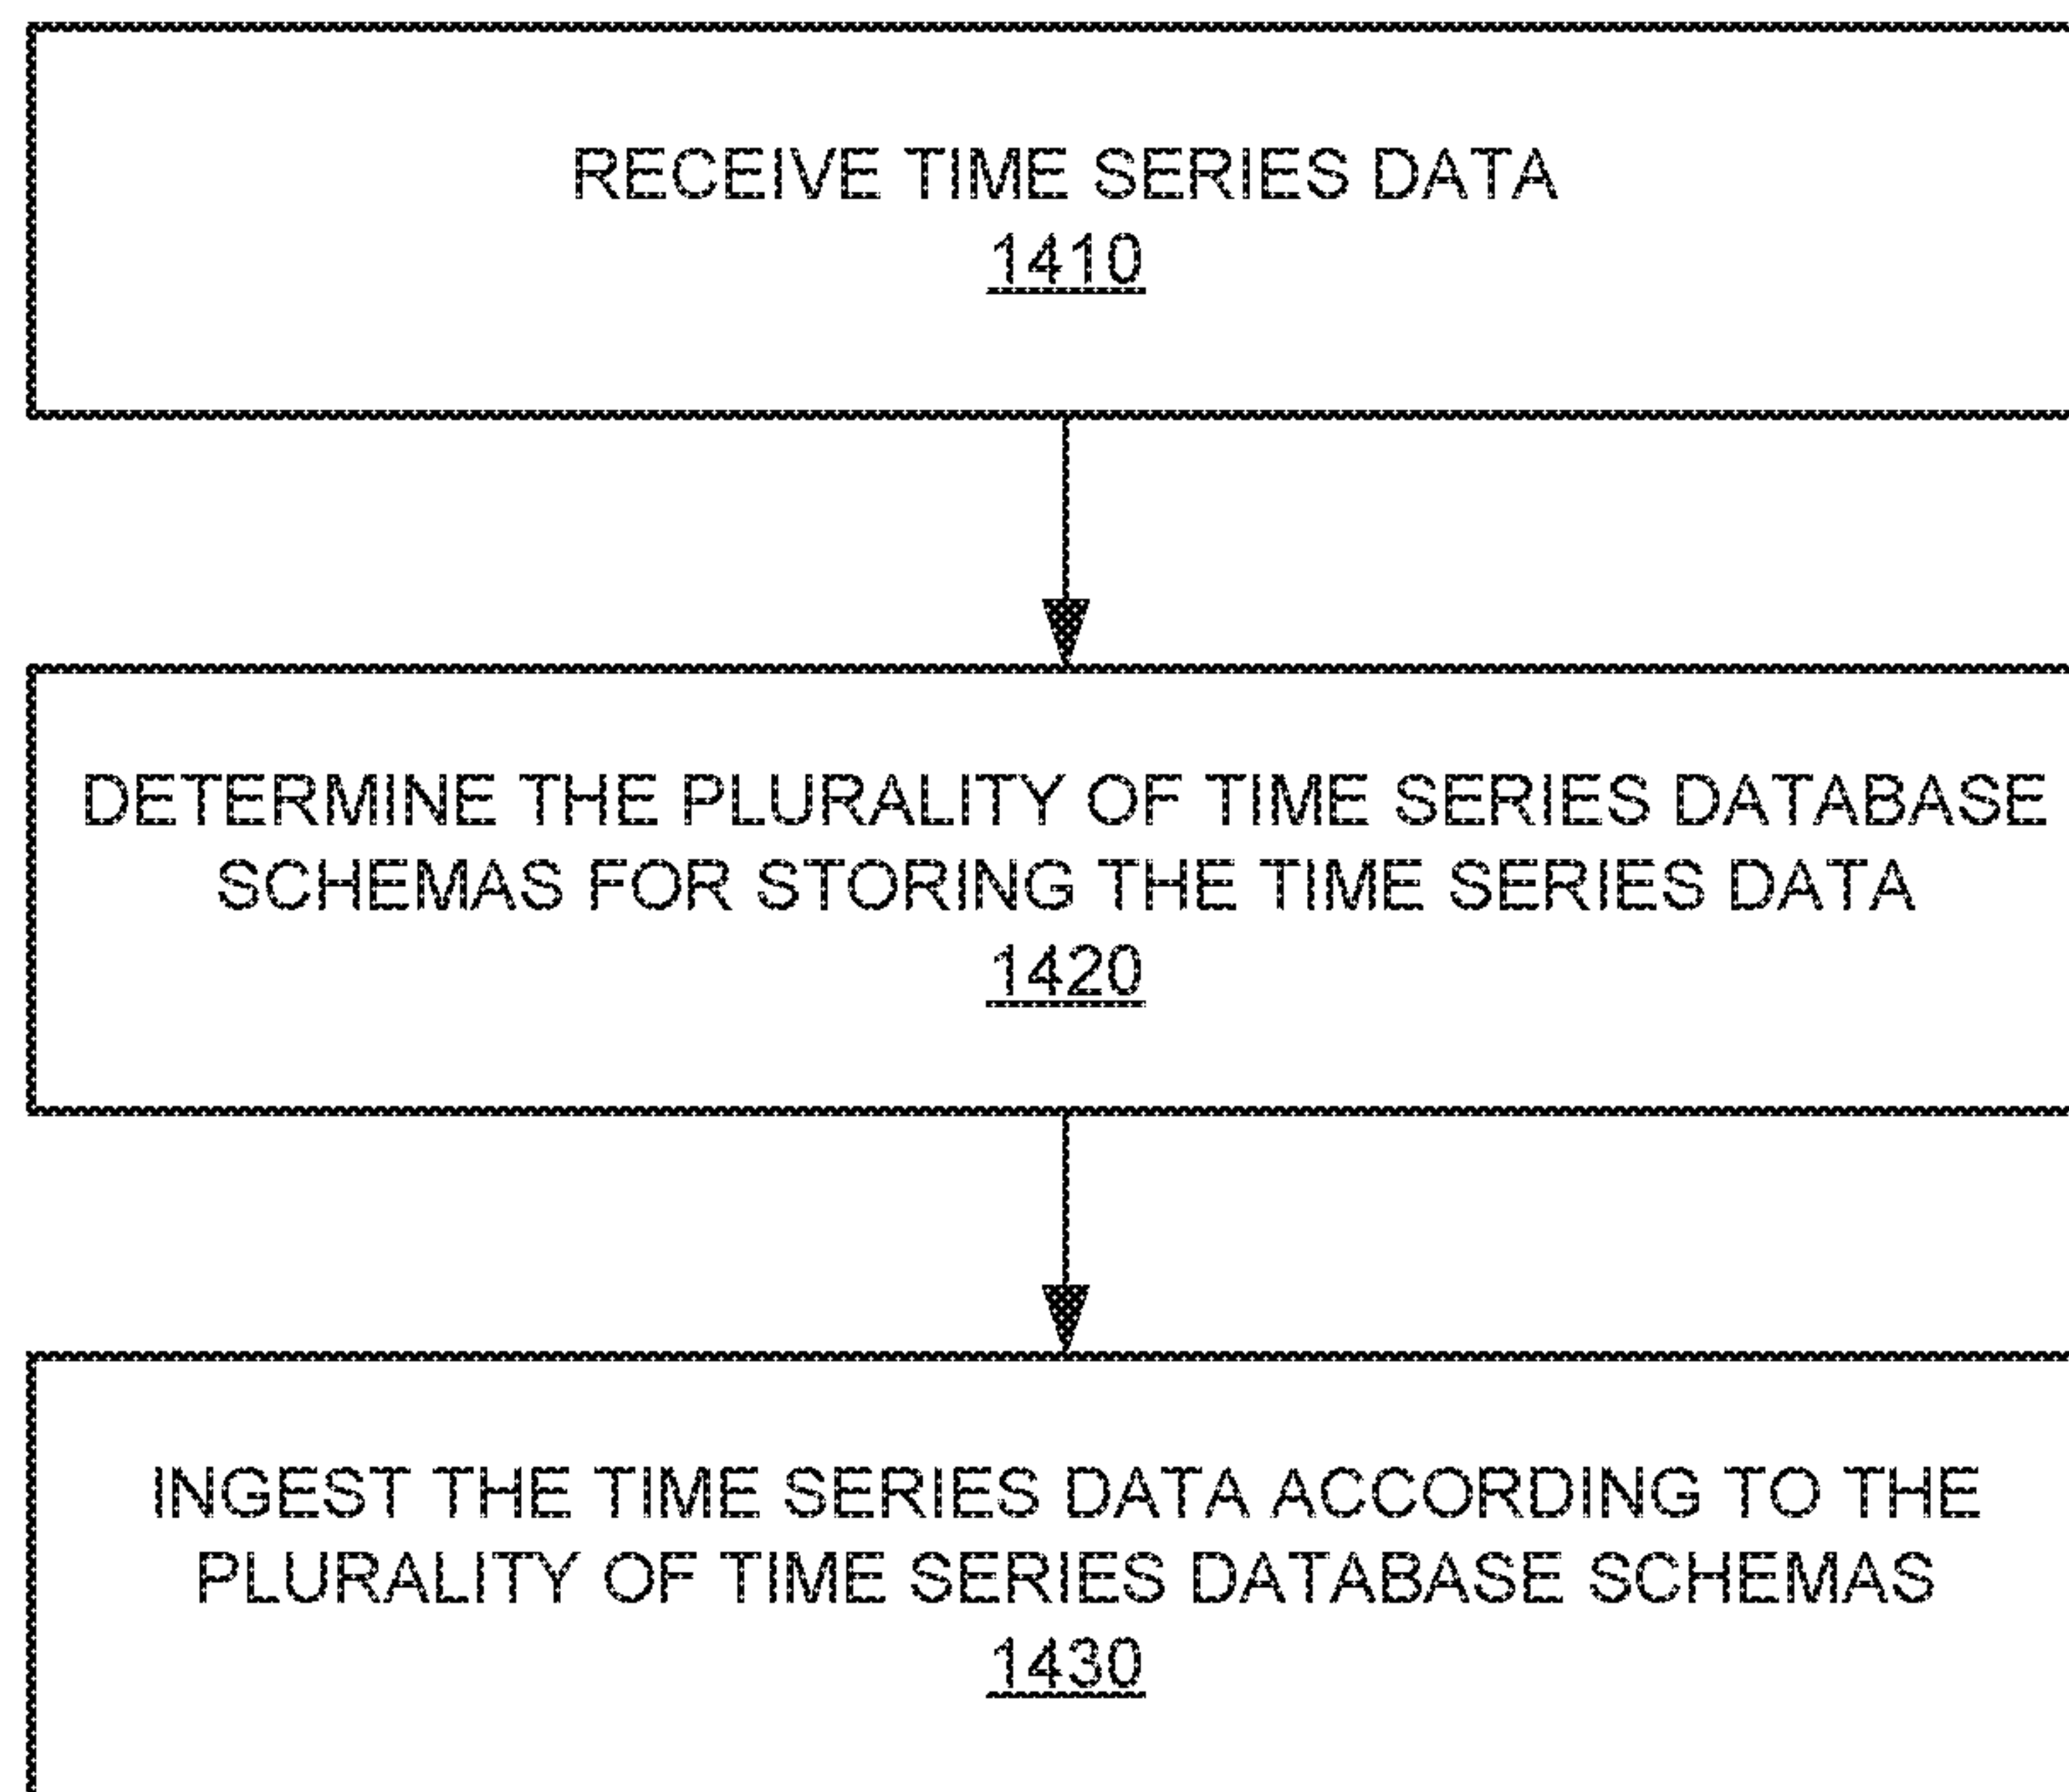 RECEIVE TIME SERIES DATA
1410
DETERMINE THE PLURALITY OF TIME SERIES DATABASE
SCHEMAS FOR STORING THE TIME SERIES DATA
1420
INGEST THE TIME SERIES DATA ACCORDING TO THE
PLURALITY OF TIME SERIES DATABASE SCHEMAS
1430